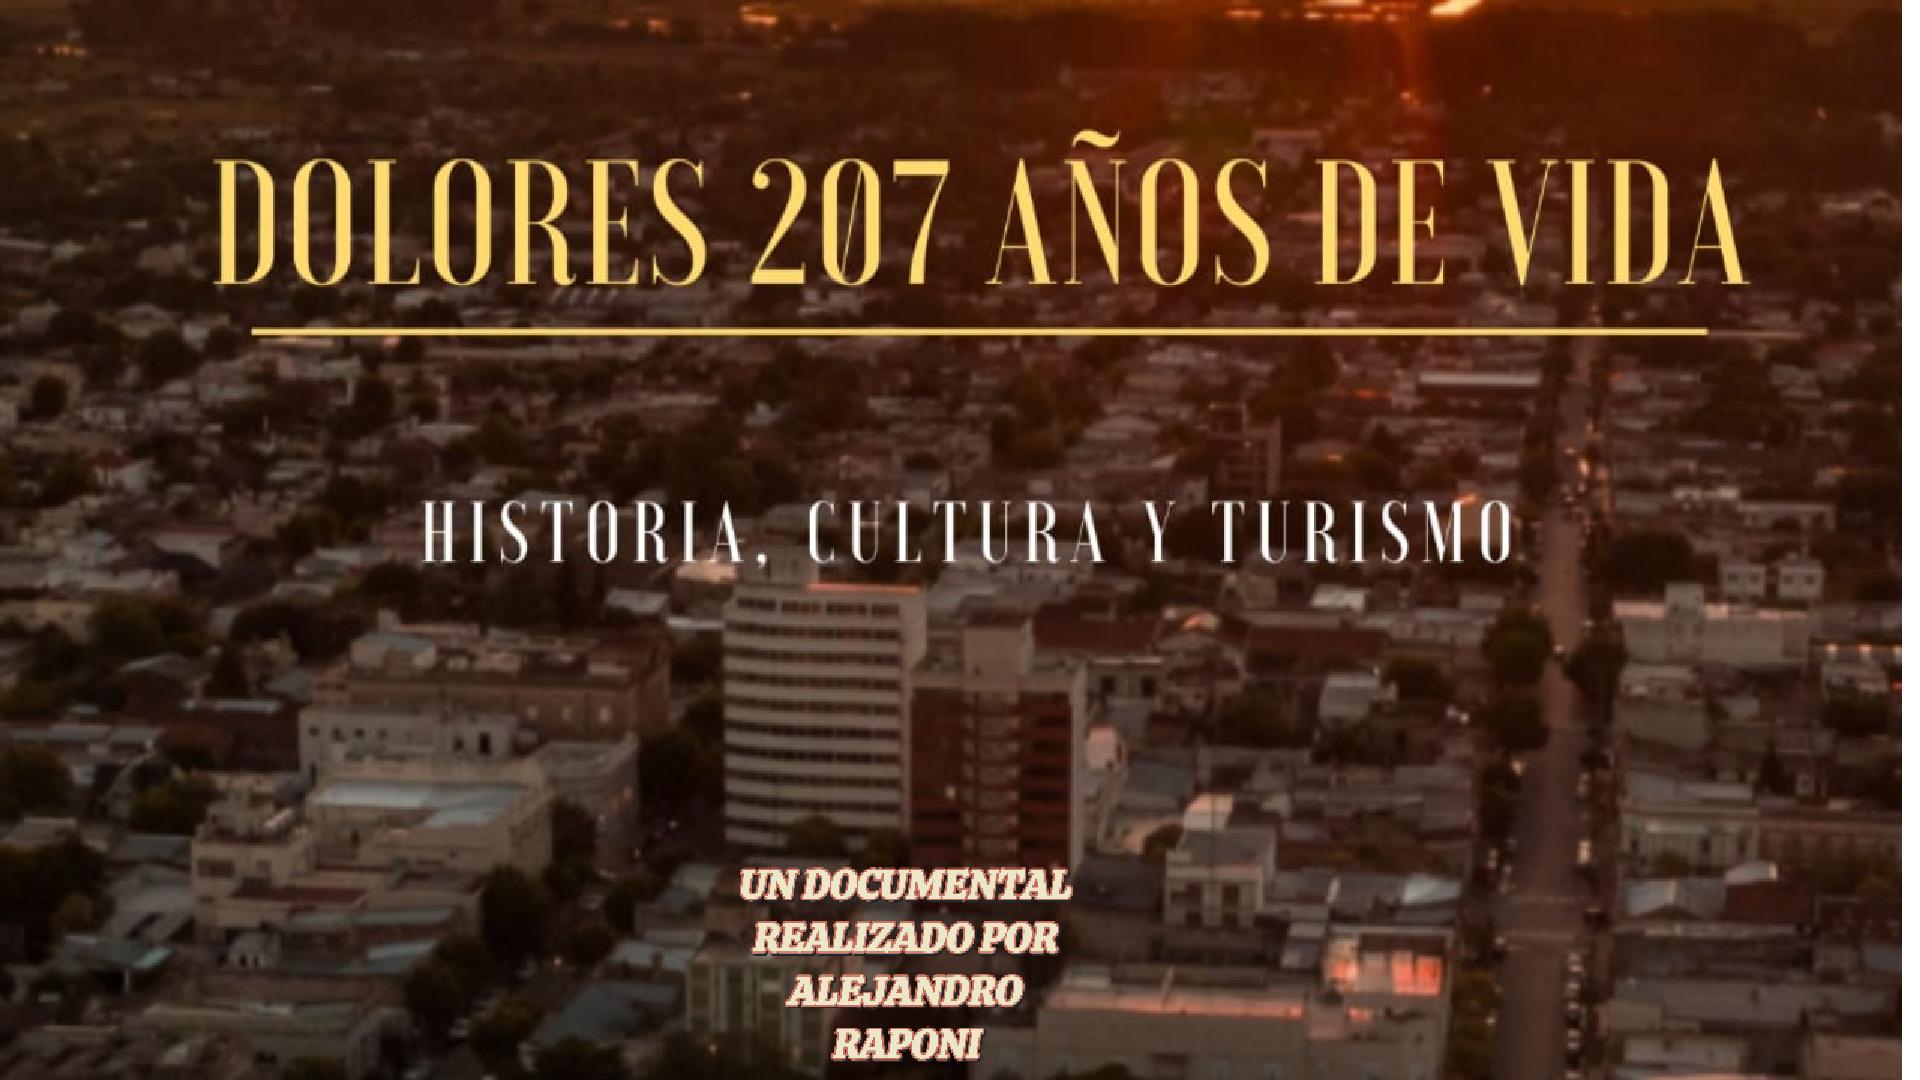 DOLORES 207 AÑOS DE VIDA
HISTORIA, CULTURA Y TURISMO
UN DOCUMENTAL
REALIZADO POR
ALEJANDRO
RAPONI